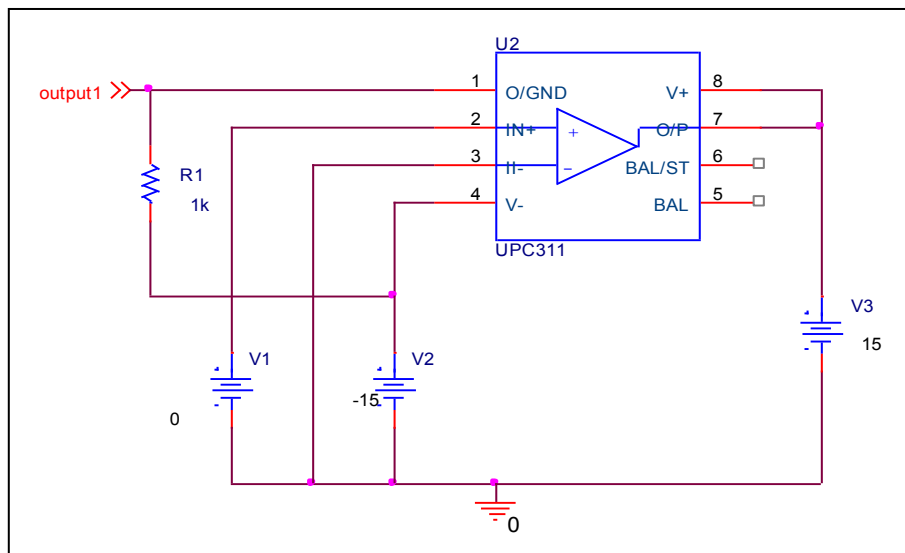 U2
output1
1
O/GND
V+
8
2
IN+
+
O/P
7
3
II-
-
BAL/ST
6
R1
1k
4
V-
BAL
5
UPC311
V3
15
V1
0
V2
-15
0